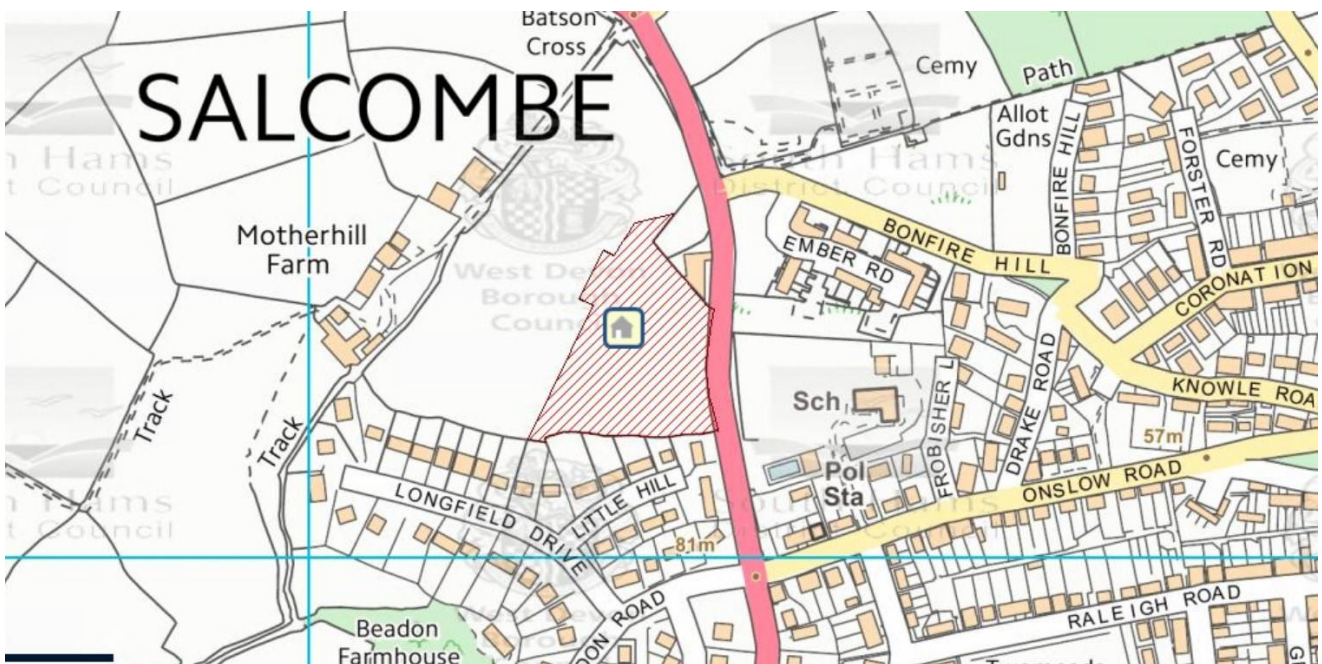 Batson
Cross
SALCOMBE
Cemy
Path
Allot
Gdns
BONFIRE HILL
FORSTER RD
Cemy
Motherhill
Farm
EMBER RD
BONFIRE HILL
CORONATION
West Devon
Borough
Council
South Hams
District Council
Track
Track
Sch
FROBISHER L
DRAKE ROAD
KNOWLE ROA
57m
Pol
Sta
ONSLOW ROAD
LONGFIELD DRIVE
LITTLE HILL
81m
DON ROAD
RALEIGH ROAD
Beadon
Farmhouse